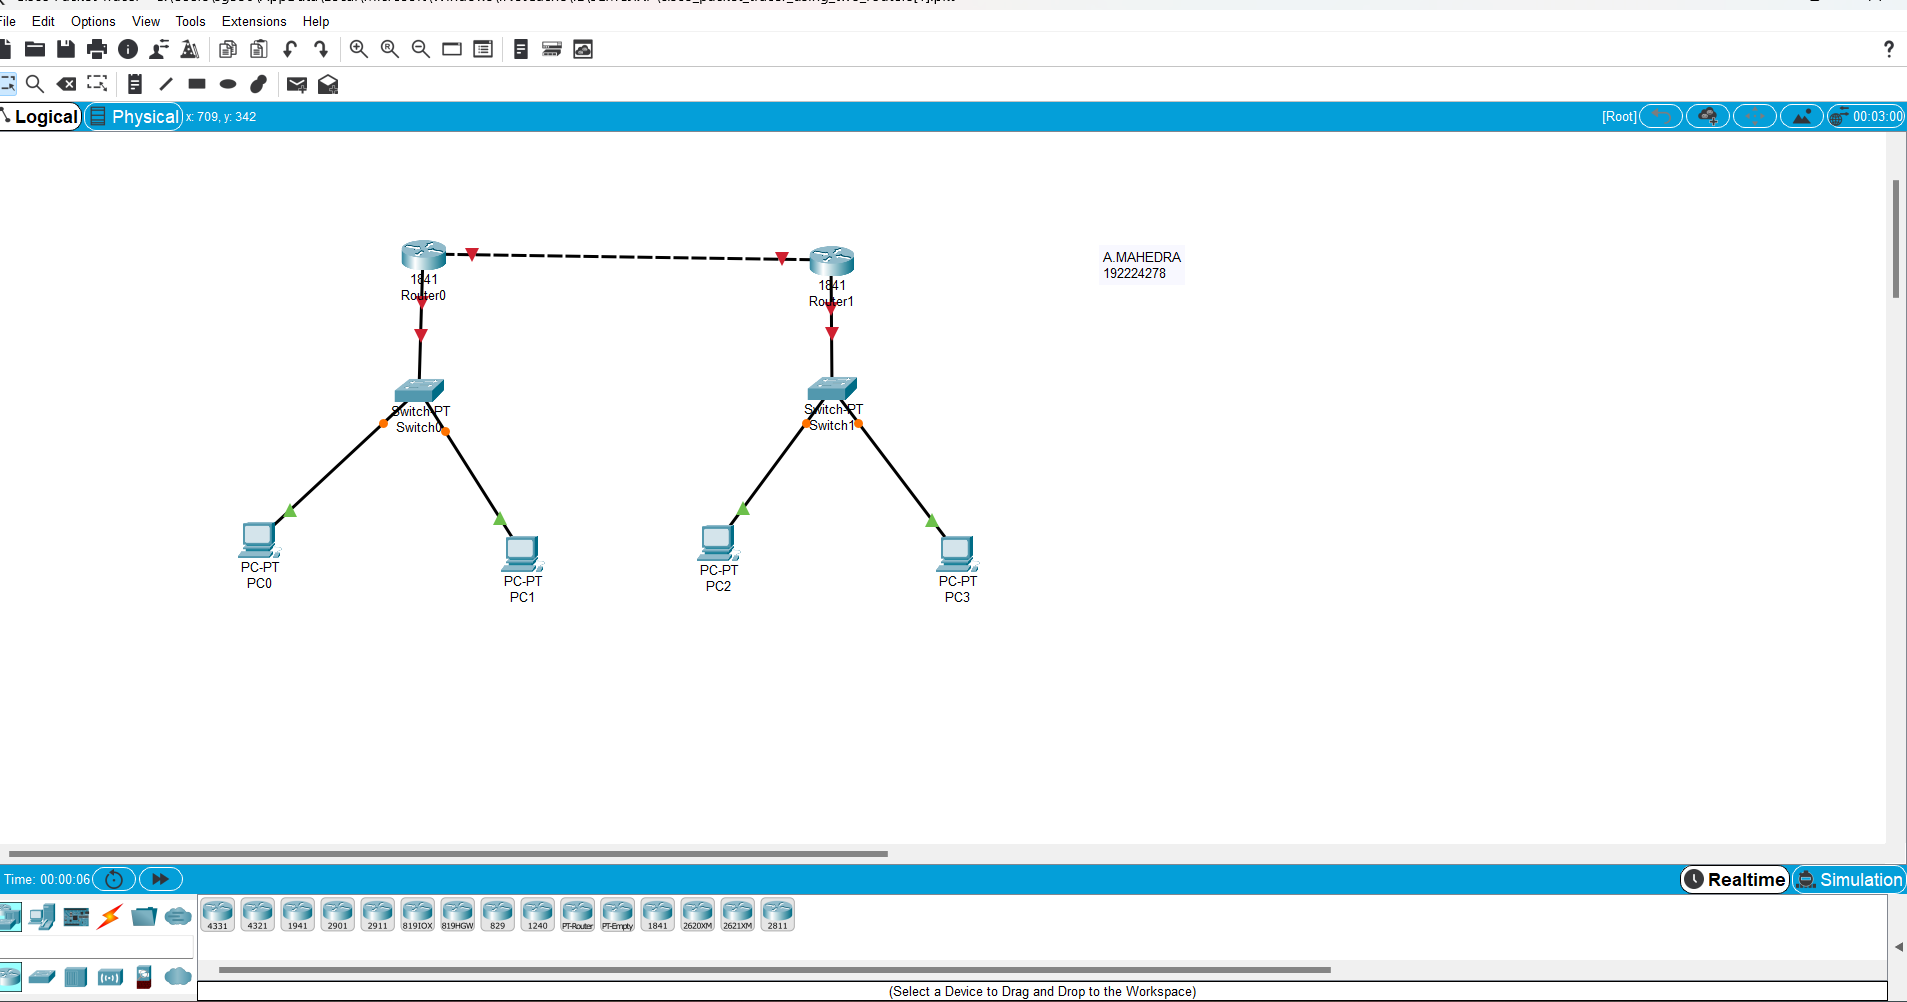 File Edit Options View Tools Extensions Help
Logical Physical x: 709, y: 342 [Root] 00:03:00
A.MAHEDRA
192224278
1841
Router0
1841
Router1
Switch-PT
Switch0
Switch-PT
Switch1
PC-PT
PC0
PC-PT
PC1
PC-PT
PC2
PC-PT
PC3
Time: 00:00:06 Realtime Simulation
4331 4321 1941 2901 2911 819IOX 819HGW 829 1240 PT-Router PT-Empty 1841 2620XM 2621XM 2811
(Select a Device to Drag and Drop to the Workspace)